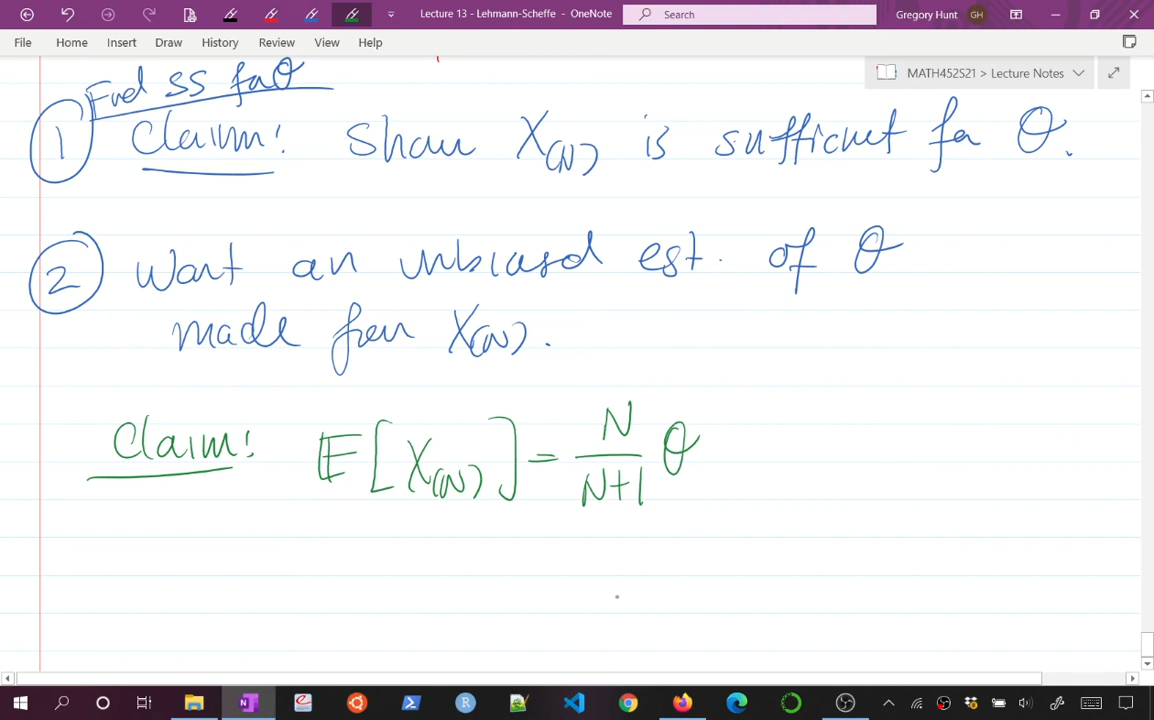 Lecture 13 - Lehmann-Scheffe - OneNote
Search
Gregory Hunt
GH
File Home Insert Draw History Review View Help
MATH452S21 > Lecture Notes
Find SS for θ
① Claim: Show X(N) is sufficient for θ.
② Want an unbiased est. of θ
made from X(N).
Claim: E[X(N)] = N/(N+1) θ